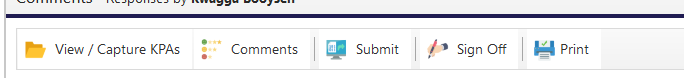 Comments - Responses by Kwagga Booysen
View / Capture KPAs Comments Submit Sign Off Print